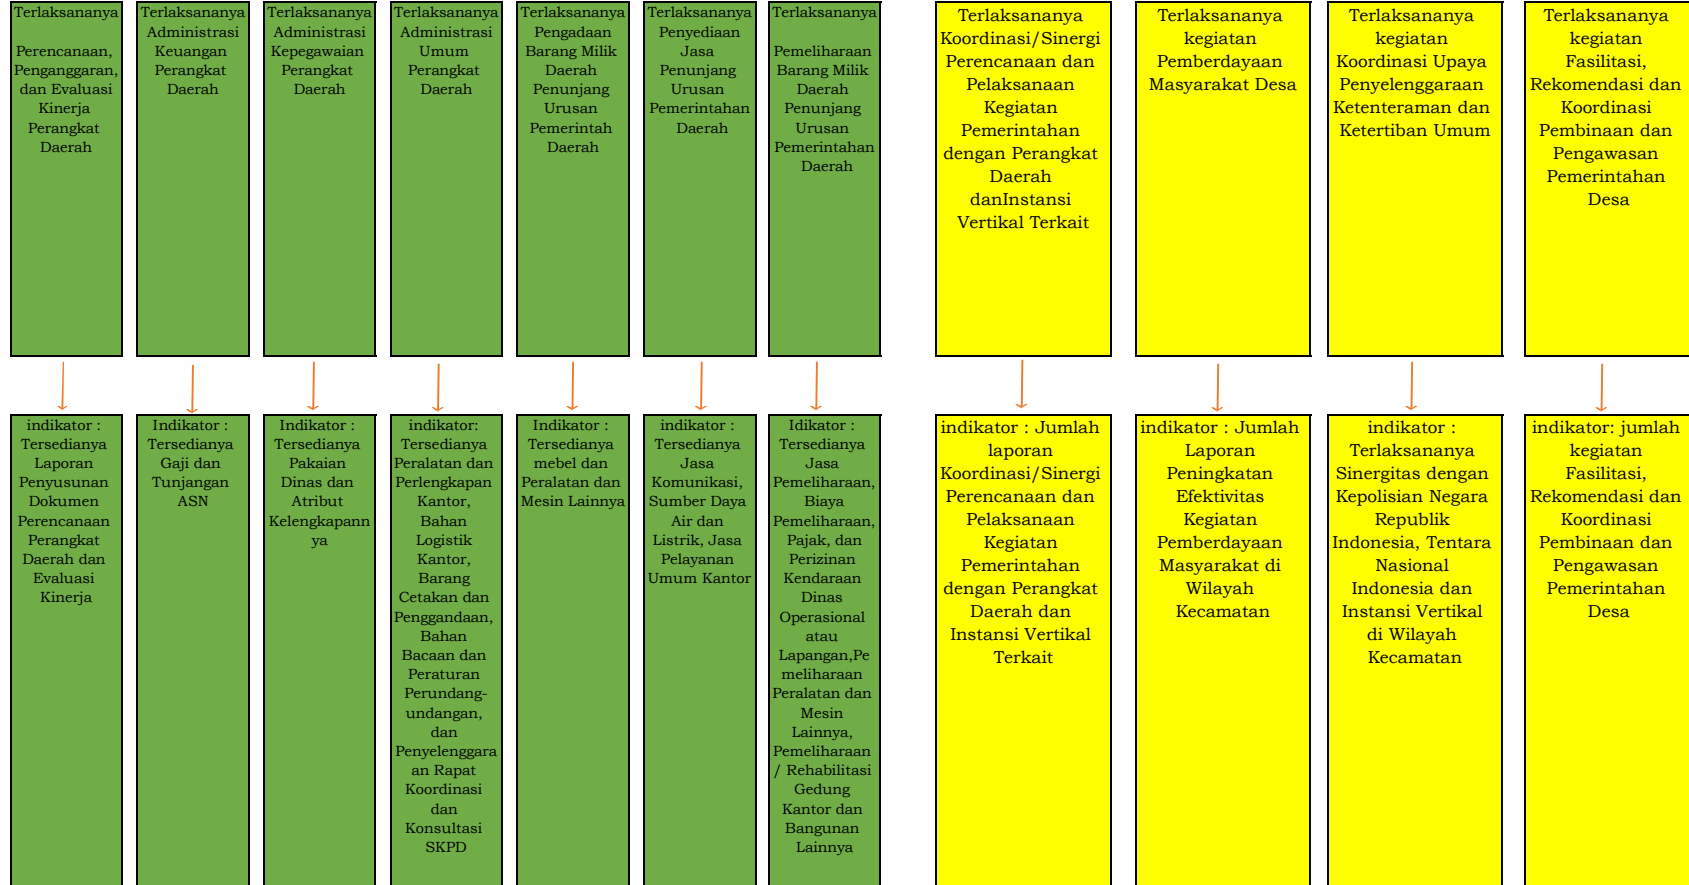 Terlaksananya
Perencanaan,
Penganggaran,
dan Evaluasi
Kinerja
Perangkat
Daerah
Terlaksananya
Administrasi
Keuangan
Perangkat
Daerah
Terlaksananya
Administrasi
Kepegawaian
Perangkat
Daerah
Terlaksananya
Administrasi
Umum
Perangkat
Daerah
Terlaksananya
Pengadaan
Barang Milik
Daerah
Penunjang
Urusan
Pemerintah
Daerah
Terlaksananya
Penyediaan
Jasa
Penunjang
Urusan
Pemerintahan
Daerah
Terlaksananya
Pemeliharaan
Barang Milik
Daerah
Penunjang
Urusan
Pemerintahan
Daerah
Terlaksananya
Koordinasi/Sinergi
Perencanaan dan
Pelaksanaan
Kegiatan
Pemerintahan
dengan Perangkat
Daerah
danInstansi
Vertikal Terkait
Terlaksananya
kegiatan
Pemberdayaan
Masyarakat Desa
Terlaksananya
kegiatan
Koordinasi Upaya
Penyelenggaraan
Ketenteraman dan
Ketertiban Umum
Terlaksananya
kegiatan
Fasilitasi,
Rekomendasi dan
Koordinasi
Pembinaan dan
Pengawasan
Pemerintahan
Desa
indikator :
Tersedianya
Laporan
Penyusunan
Dokumen
Perencanaan
Perangkat
Daerah dan
Evaluasi
Kinerja
Indikator :
Tersedianya
Gaji dan
Tunjangan
ASN
Indikator :
Tersedianya
Pakaian
Dinas dan
Atribut
Kelengkapann
ya
indikator:
Tersedianya
Peralatan dan
Perlengkapan
Kantor,
Bahan
Logistik
Kantor,
Barang
Cetakan dan
Penggandaan,
Bahan
Bacaan dan
Peraturan
Perundang-
undangan,
dan
Penyelenggara
an Rapat
Koordinasi
dan
Konsultasi
SKPD
Indikator :
Tersedianya
mebel dan
Peralatan dan
Mesin Lainnya
indikator :
Tersedianya
Jasa
Komunikasi,
Sumber Daya
Air dan
Listrik, Jasa
Pelayanan
Umum Kantor
Idikator :
Tersedianya
Jasa
Pemeliharaan,
Biaya
Pemeliharaan,
Pajak, dan
Perizinan
Kendaraan
Dinas
Operasional
atau
Lapangan,Pe
meliharaan
Peralatan dan
Mesin
Lainnya,
Pemeliharaan
/ Rehabilitasi
Gedung
Kantor dan
Bangunan
Lainnya
indikator : Jumlah
laporan
Koordinasi/Sinergi
Perencanaan dan
Pelaksanaan
Kegiatan
Pemerintahan
dengan Perangkat
Daerah dan
Instansi Vertikal
Terkait
indikator : Jumlah
Laporan
Peningkatan
Efektivitas
Kegiatan
Pemberdayaan
Masyarakat di
Wilayah
Kecamatan
indikator :
Terlaksananya
Sinergitas dengan
Kepolisian Negara
Republik
Indonesia, Tentara
Nasional
Indonesia dan
Instansi Vertikal
di Wilayah
Kecamatan
indikator: jumlah
kegiatan
Fasilitasi,
Rekomendasi dan
Koordinasi
Pembinaan dan
Pengawasan
Pemerintahan
Desa